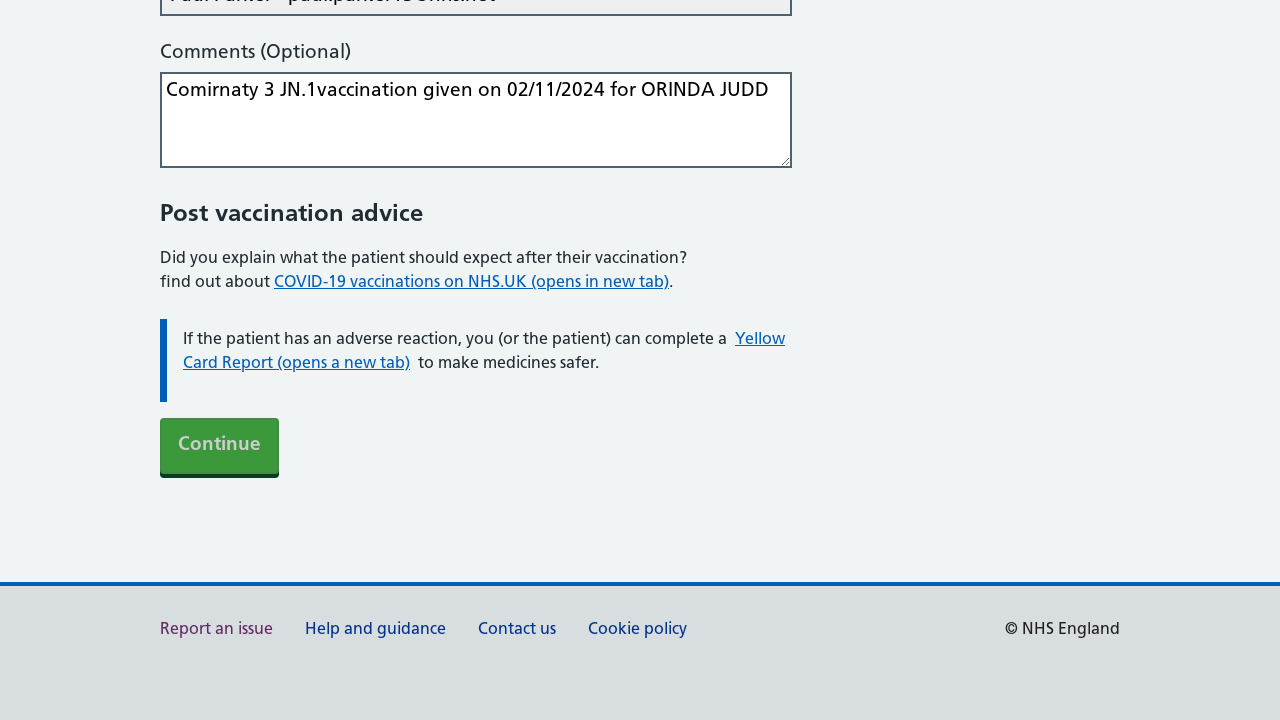 Comments (Optional)
Comirnaty 3 JN.1vaccination given on 02/11/2024 for ORINDA JUDD
Post vaccination advice
Did you explain what the patient should expect after their vaccination?
find out about COVID-19 vaccinations on NHS.UK (opens in new tab).
If the patient has an adverse reaction, you (or the patient) can complete a Yellow
Card Report (opens a new tab) to make medicines safer.
Continue
Report an issue Help and guidance Contact us Cookie policy © NHS England